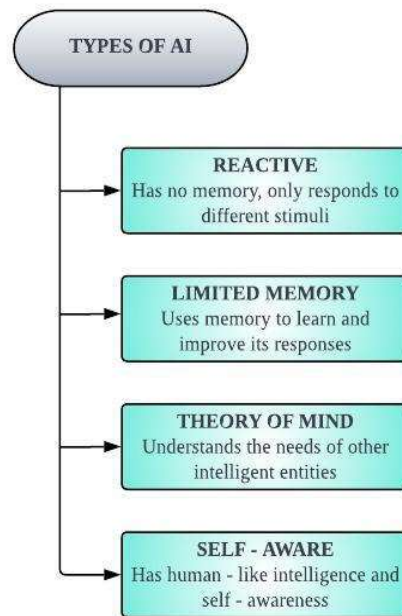 TYPES OF AI
REACTIVE
Has no memory, only responds to
different stimuli
LIMITED MEMORY
Uses memory to learn and
improve its responses
THEORY OF MIND
Understands the needs of other
intelligent entities
SELF - AWARE
Has human - like intelligence and
self - awareness